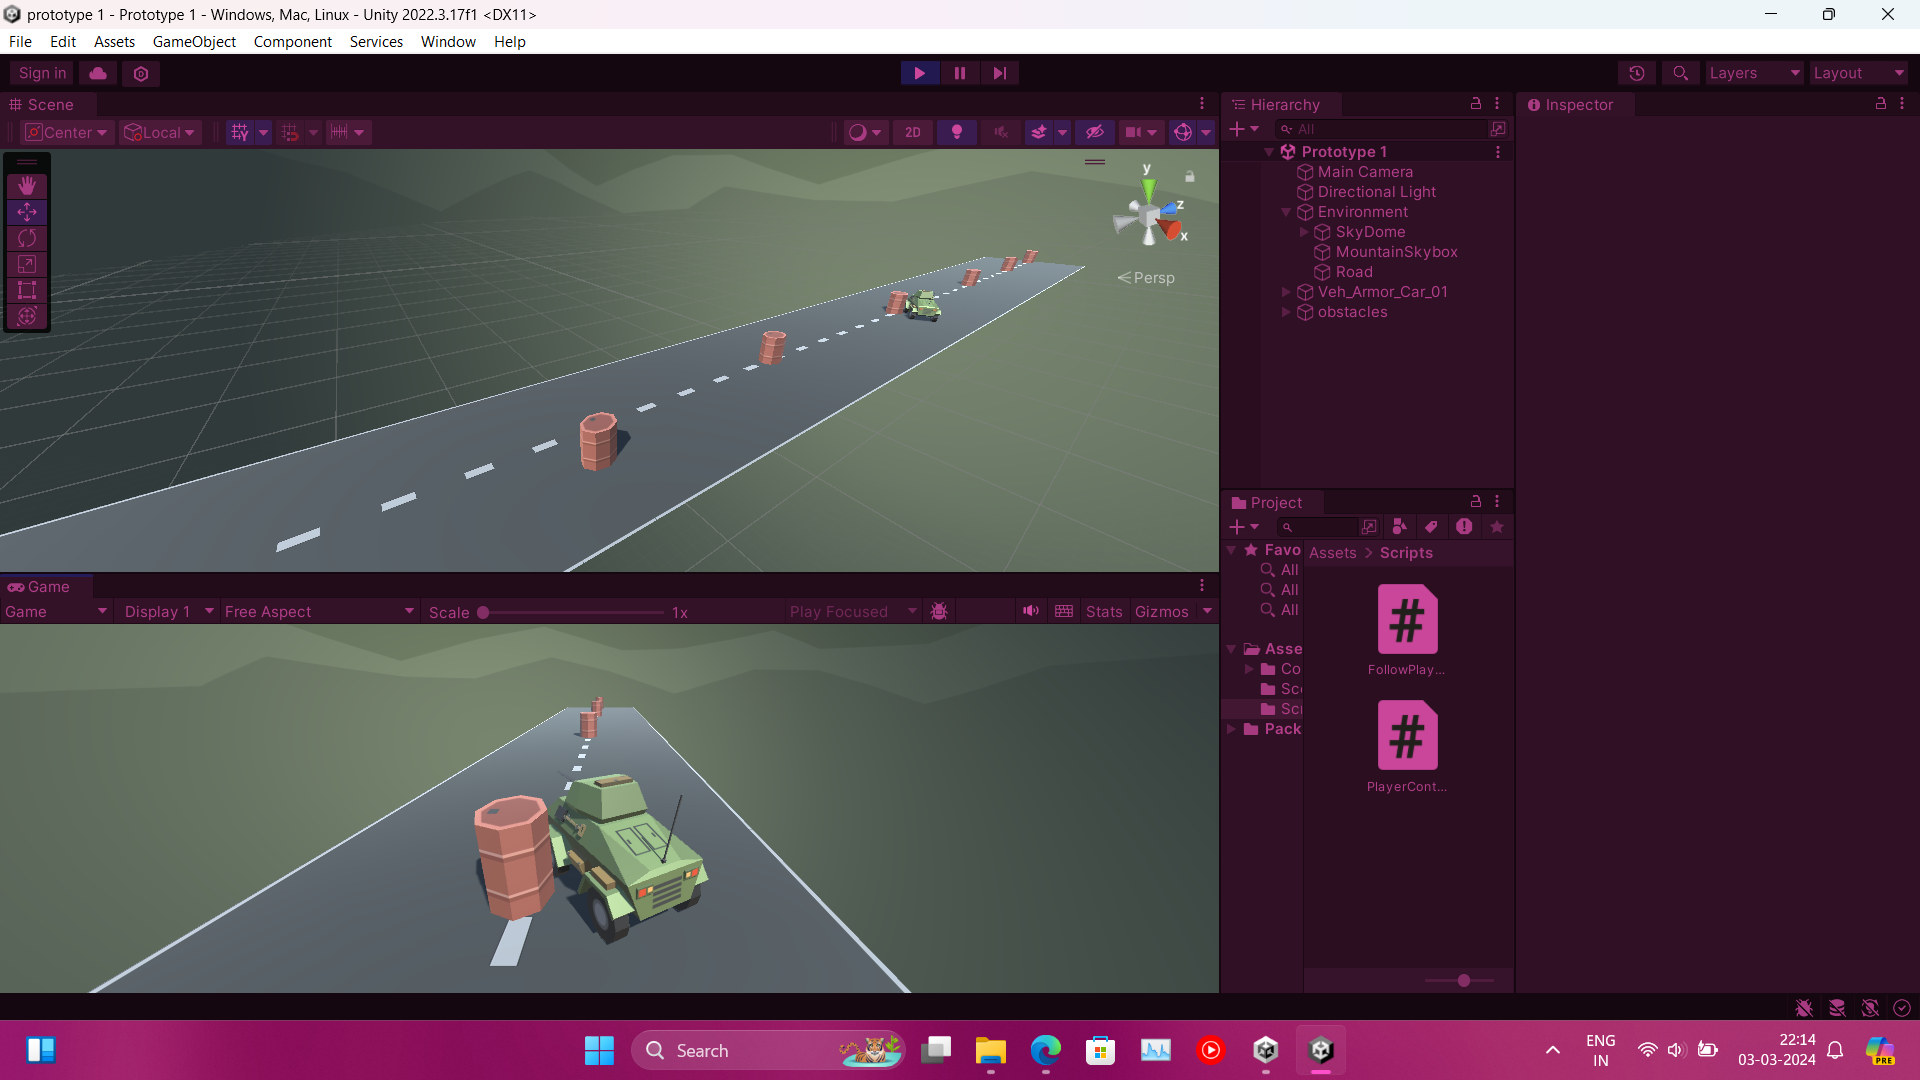 prototype 1 - Prototype 1 - Windows, Mac, Linux - Unity 2022.3.17f1 <DX11>
File Edit Assets GameObject Component Services Window Help
Sign in
Layers
Layout
Scene
Center
Local
2D
y
z
x
Persp
Hierarchy
All
Prototype 1
Main Camera
Directional Light
Environment
SkyDome
MountainSkybox
Road
Veh_Armor_Car_01
obstacles
Inspector
Project
Favo
All
All
All
Asse
Co
Sc
Scr
Pack
Assets > Scripts
FollowPlay...
PlayerCont...
Game
Game Display 1 Free Aspect Scale 1x Play Focused Stats Gizmos
Search
ENG
IN
22:14
03-03-2024
PRE